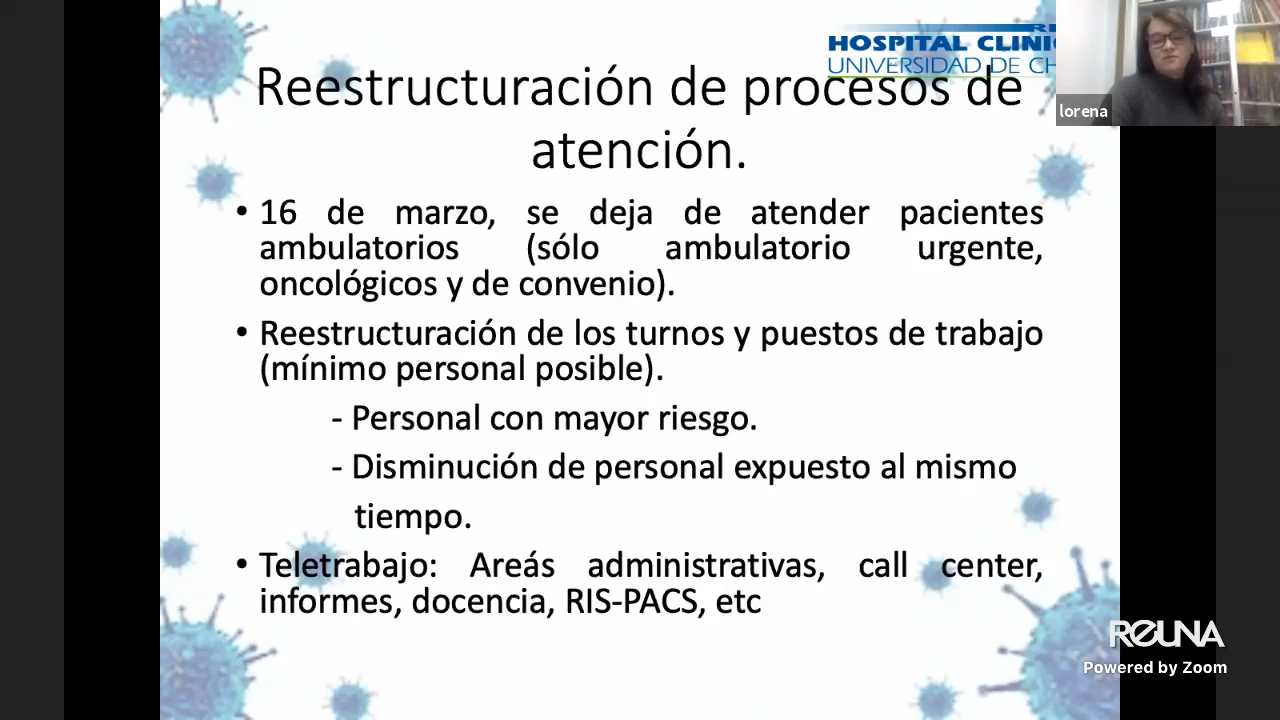 HOSPITAL CLINIC
UNIVERSIDAD DE CH
lorena
Reestructuración de procesos de
atención.
• 16 de marzo, se deja de atender pacientes
ambulatorios (sólo ambulatorio urgente,
oncológicos y de convenio).
• Reestructuración de los turnos y puestos de trabajo
(mínimo personal posible).
- Personal con mayor riesgo.
- Disminución de personal expuesto al mismo
tiempo.
• Teletrabajo: Areás administrativas, call center,
informes, docencia, RIS-PACS, etc
REUNA
Powered by Zoom